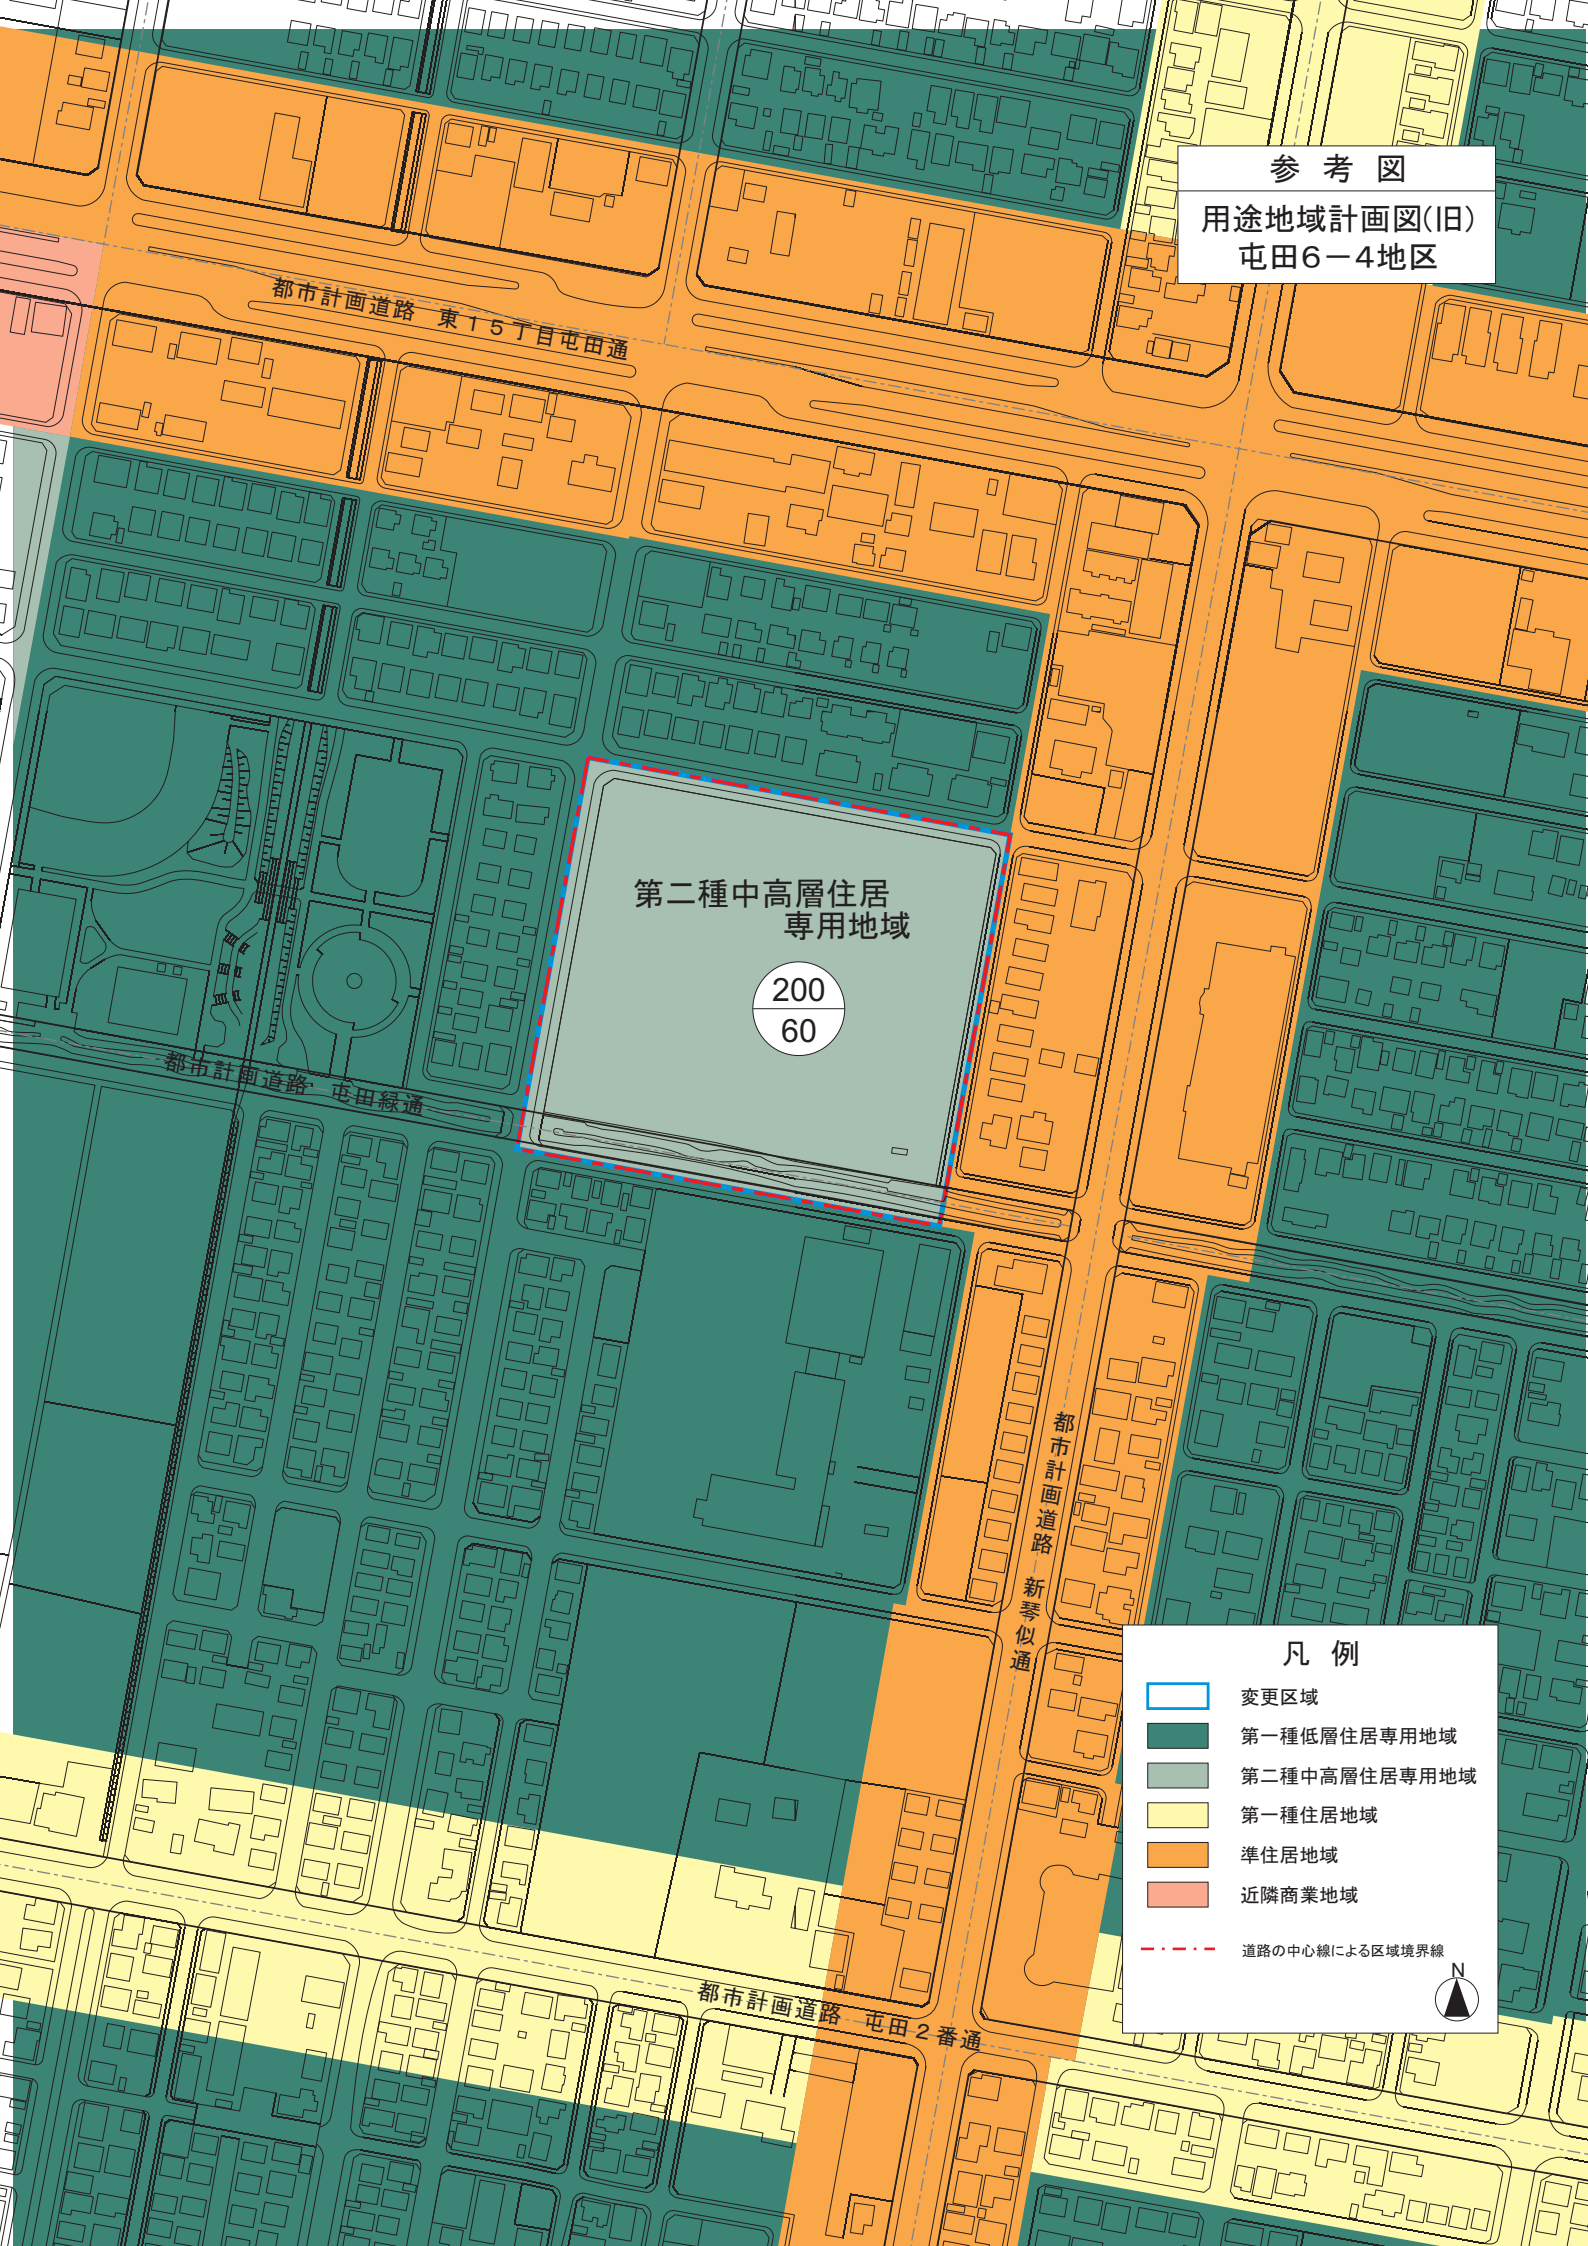 参考図
用途地域計画図(旧)
屯田6－4地区
都市計画道路　東15丁目屯田通
第二種中高層住居
専用地域
200
60
都市計画道路　屯田緑通
都市計画道路　新琴似通
都市計画道路　屯田2番通
凡例
変更区域
第一種低層住居専用地域
第二種中高層住居専用地域
第一種住居地域
準住居地域
近隣商業地域
道路の中心線による区域境界線
N